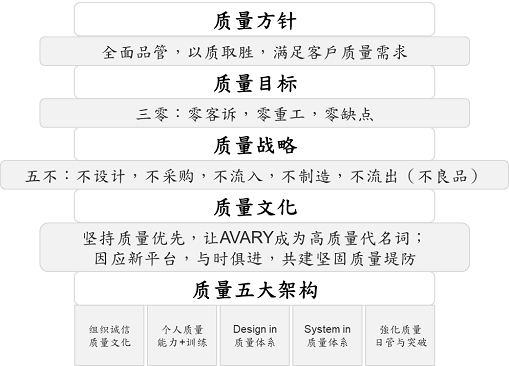 质量方针
全面品管，以质取胜，满足客户质量需求
质量目标
三零：零客诉，零重工，零缺点
质量战略
五不：不设计，不采购，不流入，不制造，不流出（不良品）
质量文化
坚持质量优先，让AVARY成为高质量代名词；
因应新平台，与时俱进，共建坚固质量堤防
质量五大架构
组织诚信
质量文化
个人质量
能力+训练
Design in
质量体系
System in
质量体系
強化质量
日管与突破